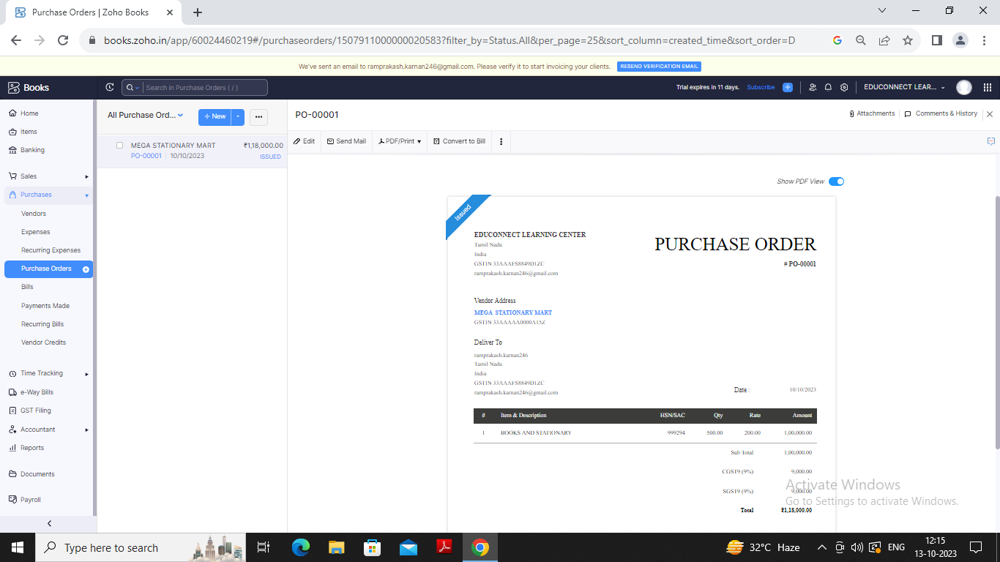 Purchase Orders | Zoho Books
books.zoho.in/app/60024460219#/purchaseorders/1507911000000020583?filter_by=Status.All&per_page=25&sort_column=created_time&sort_order=D
We've sent an email to ramprakash.karnan246@gmail.com. Please verify it to start invoicing your clients. RESEND VERIFICATION EMAIL
Books
Search in Purchase Orders ( / )
Trial expires in 11 days. Subscribe
EDUCONNECT LEAR...
Home
Items
Banking
Sales
Purchases
Vendors
Expenses
Recurring Expenses
Purchase Orders
Bills
Payments Made
Recurring Bills
Vendor Credits
Time Tracking
e-Way Bills
GST Filing
Accountant
Reports
Documents
Payroll
All Purchase Ord...
+ New
MEGA STATIONARY MART ₹1,18,000.00
PO-00001 10/10/2023 ISSUED
PO-00001
Attachments Comments & History
Edit Send Mail PDF/Print Convert to Bill
Show PDF View
Issued
EDUCONNECT LEARNING CENTER
Tamil Nadu
India
GSTIN 33AAAFS8849D1ZC
ramprakash.karnan246@gmail.com
PURCHASE ORDER
# PO-00001
Vendor Address
MEGA STATIONARY MART
GSTIN 33AAAAA0000A15Z
Deliver To
ramprakash.karnan246
Tamil Nadu
India
GSTIN 33AAAFS8849D1ZC
ramprakash.karnan246@gmail.com
Date : 10/10/2023
# Item & Description HSN/SAC Qty Rate Amount
1 BOOKS AND STATIONARY 999294 500.00 200.00 1,00,000.00
Sub Total 1,00,000.00
CGST9 (9%) 9,000.00
SGST9 (9%) 9,000.00
Total ₹1,18,000.00
Activate Windows
Go to Settings to activate Windows.
Type here to search
32°C Haze
ENG
12:15
13-10-2023